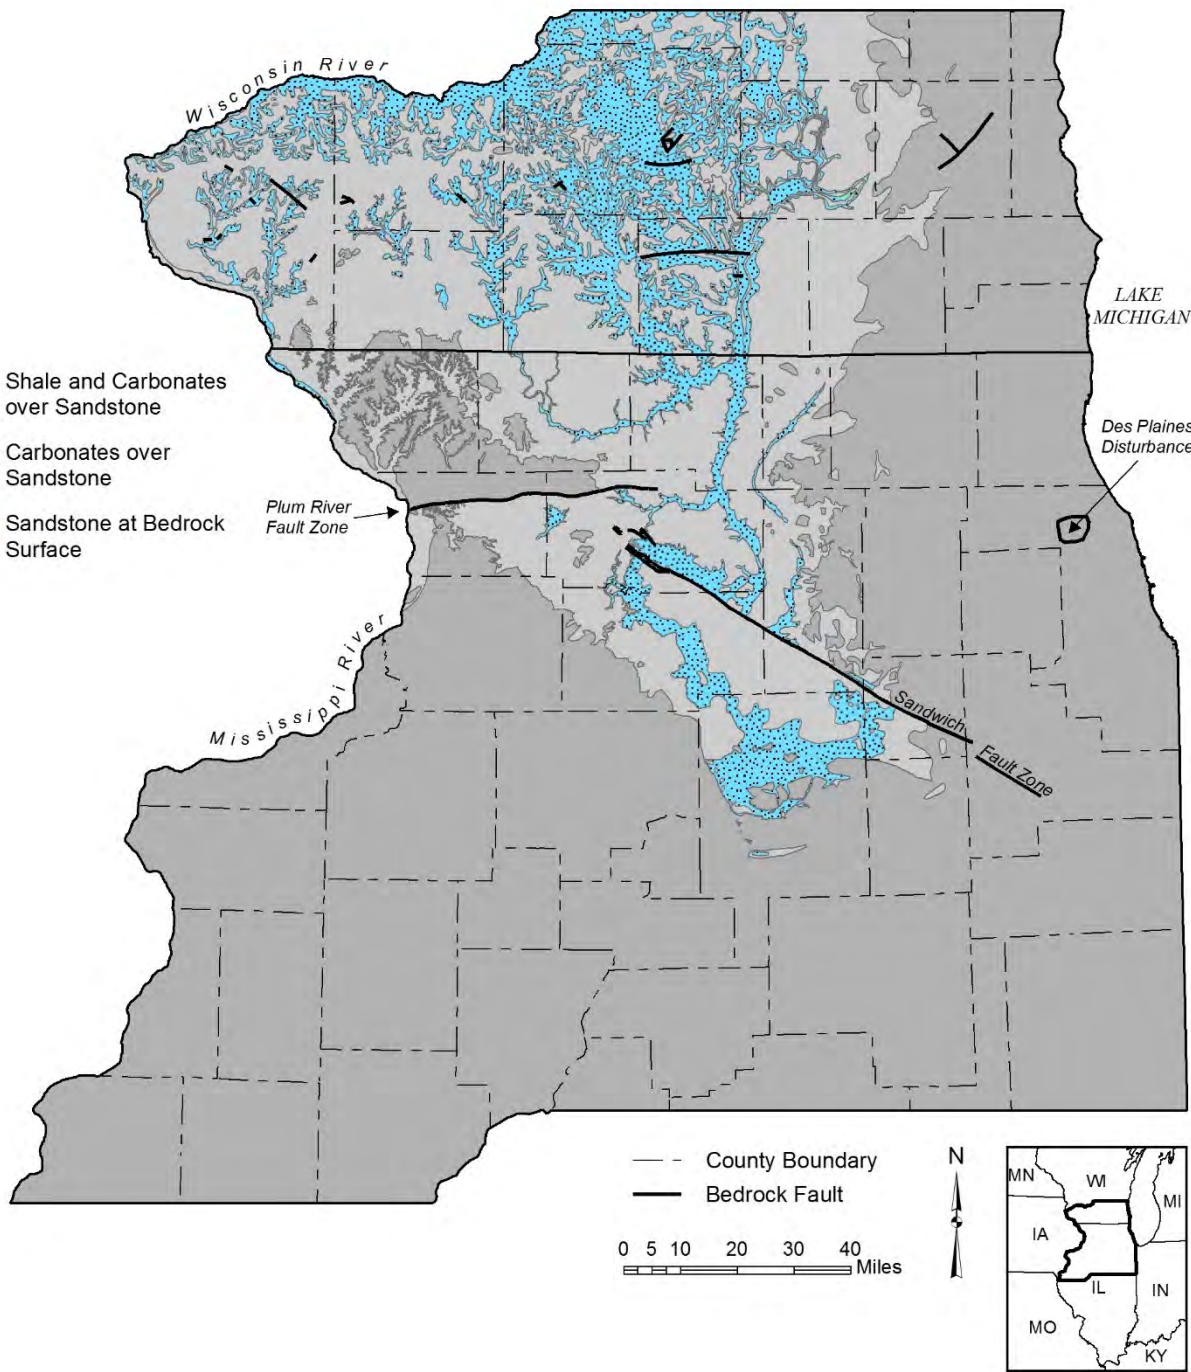 Wisconsin River
LAKE
MICHIGAN
Shale and Carbonates
over Sandstone
Carbonates over
Sandstone
Sandstone at Bedrock
Surface
Des Plaines
Disturbance
Plum River
Fault Zone
Mississippi River
Sandwich
Fault Zone
County Boundary
Bedrock Fault
0 5 10 20 30 40
Miles
N
MN
WI
MI
IA
IL
IN
MO
KY